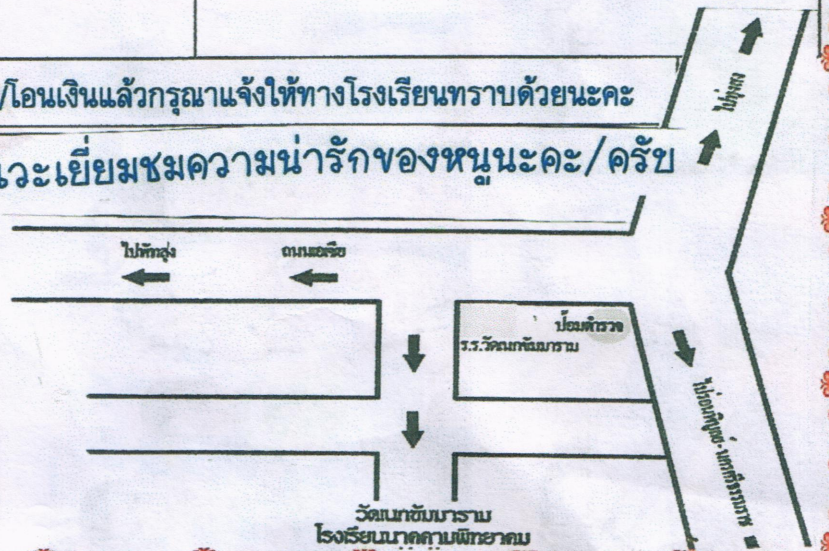 /โอนเงินแล้วกรุณาแจ้งให้ทางโรงเรียนทราบด้วยนะคะ
แวะเยี่ยมชมความน่ารักของหนูนะคะ/ครับ
ไปทุ่งสง
ไปพัทลุง
ถนนเอเซีย
ป้อมตำรวจ
ร.ร.วัดเนกขัมมาราม
ไปร่อนพิบูลย์-นครศรีธรรมราช
วัดเนกขัมมาราม
โรงเรียนนาคตามพิทยาคม